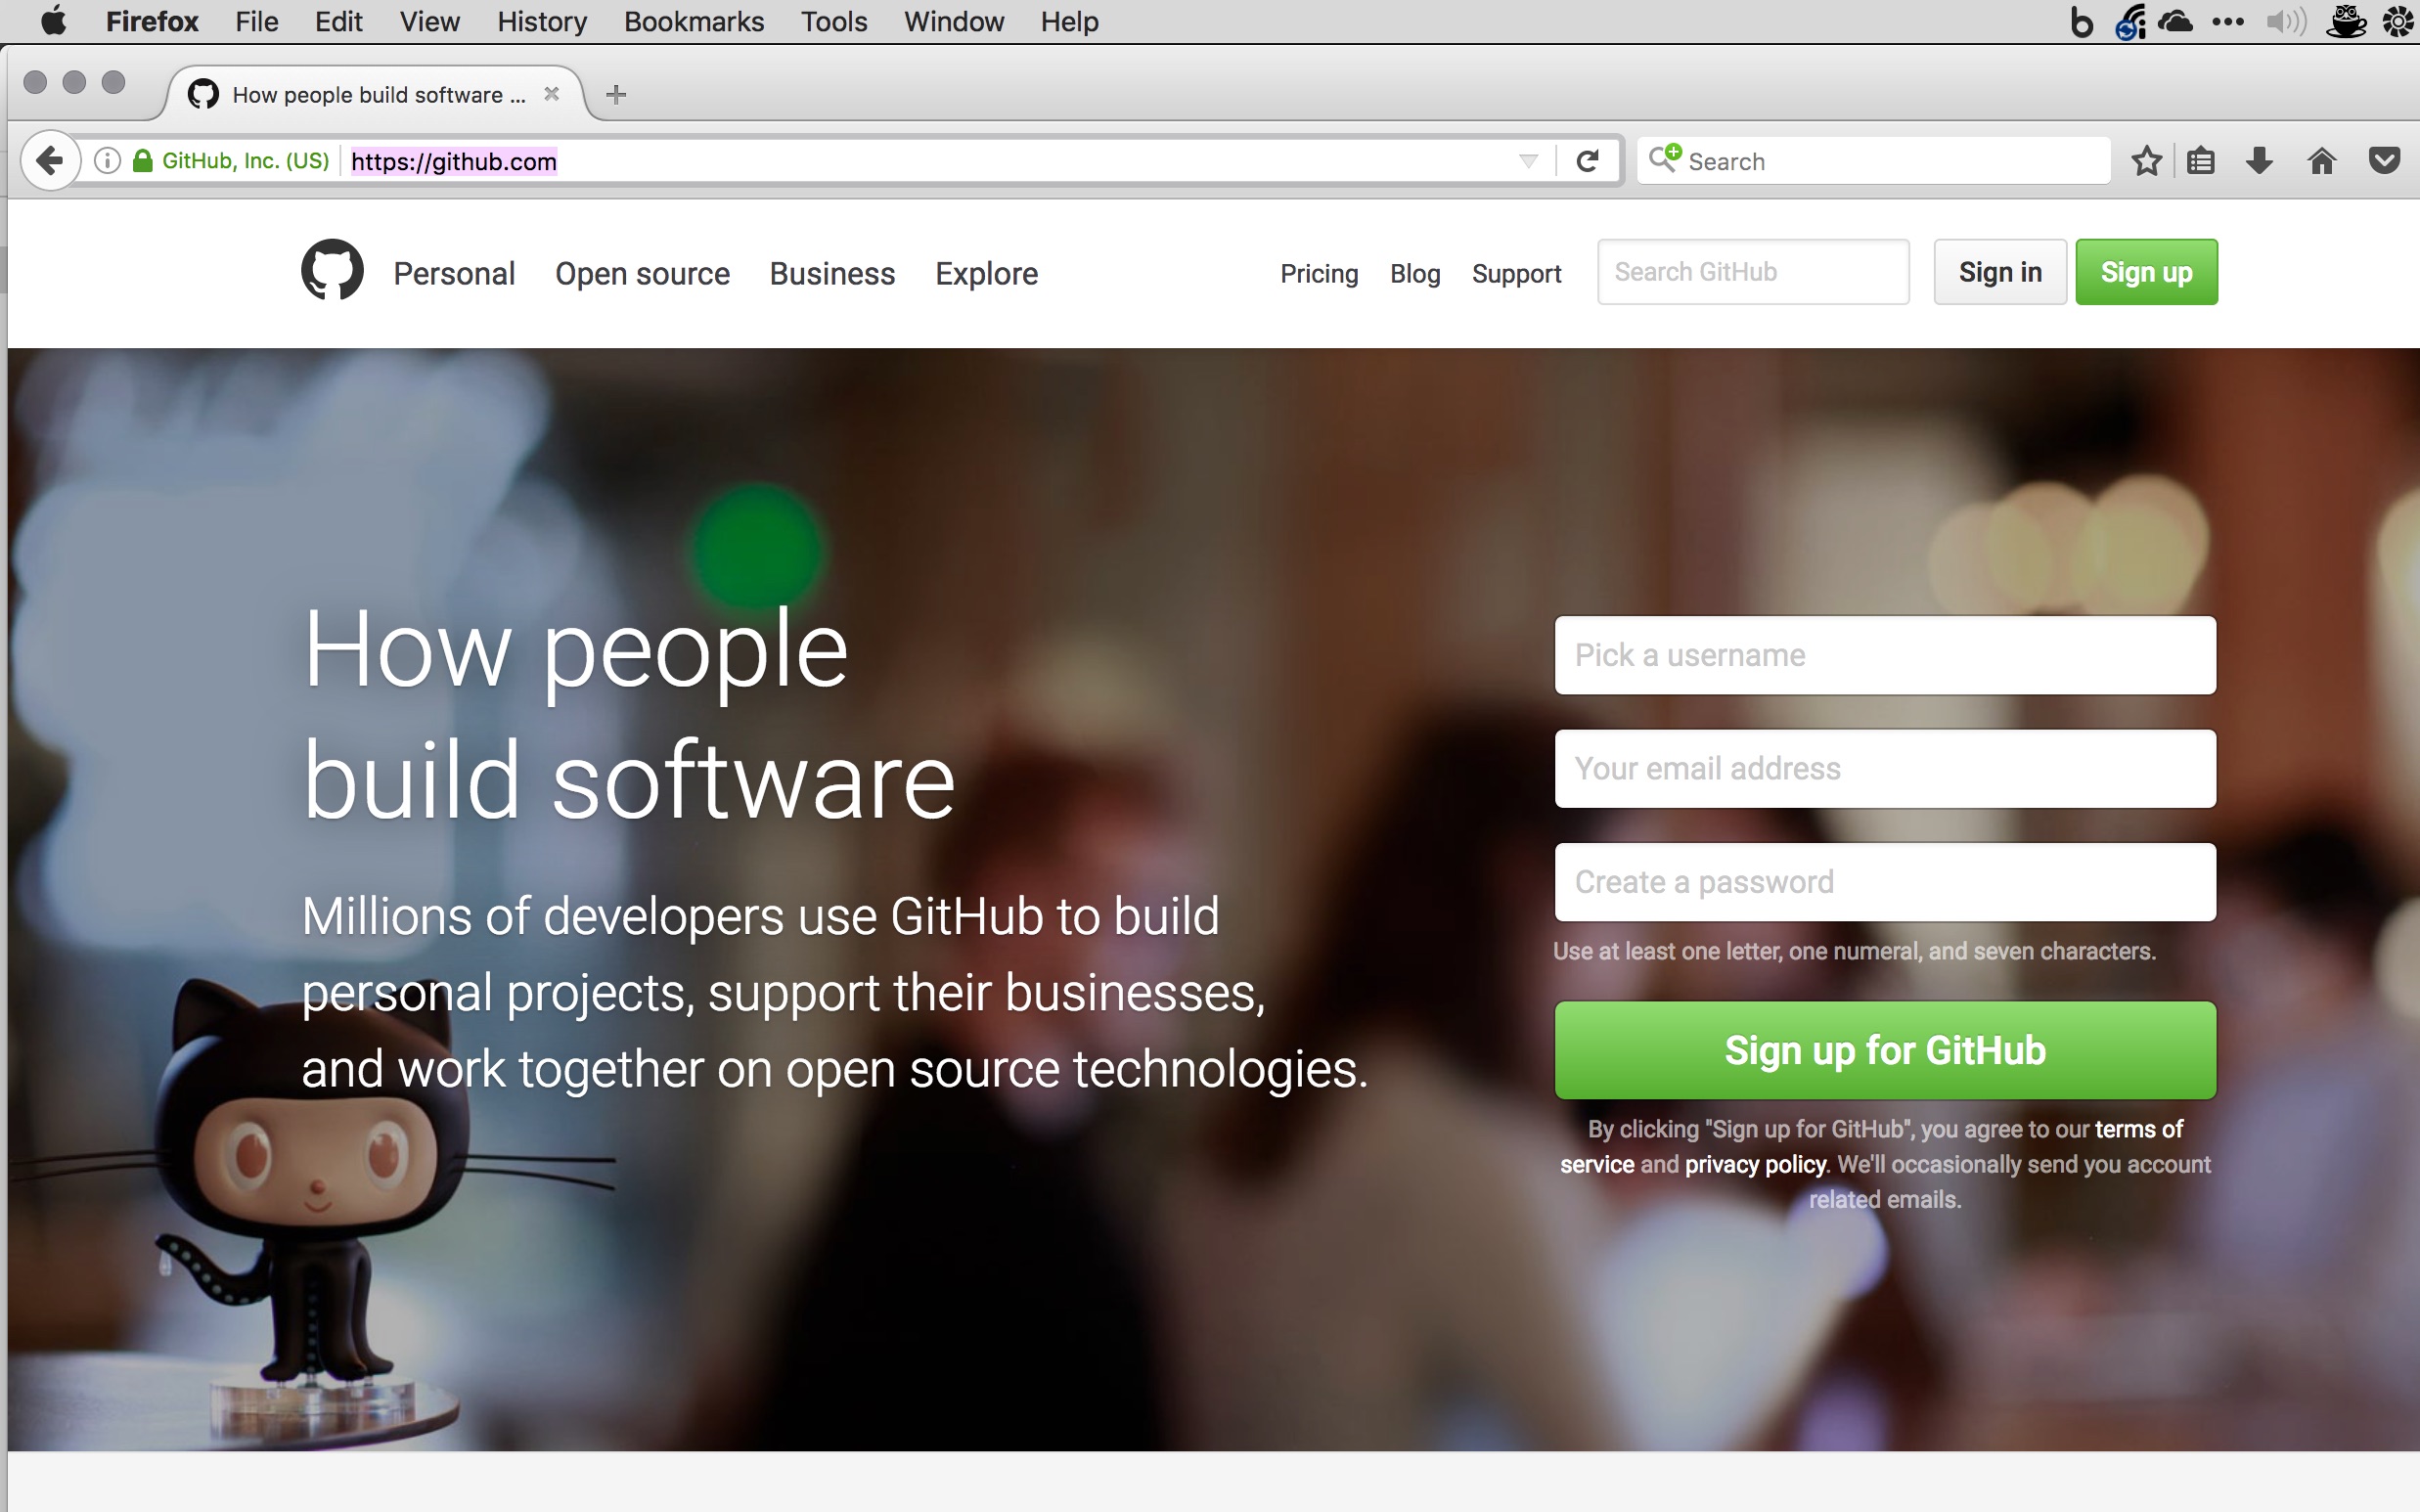 Firefox File Edit View History Bookmarks Tools Window Help
How people build software ...
GitHub, Inc. (US) https://github.com
Search
Personal Open source Business Explore Pricing Blog Support Search GitHub Sign in Sign up
How people
build software
Millions of developers use GitHub to build
personal projects, support their businesses,
and work together on open source technologies.
Pick a username
Your email address
Create a password
Use at least one letter, one numeral, and seven characters.
Sign up for GitHub
By clicking "Sign up for GitHub", you agree to our terms of
service and privacy policy. We'll occasionally send you account
related emails.